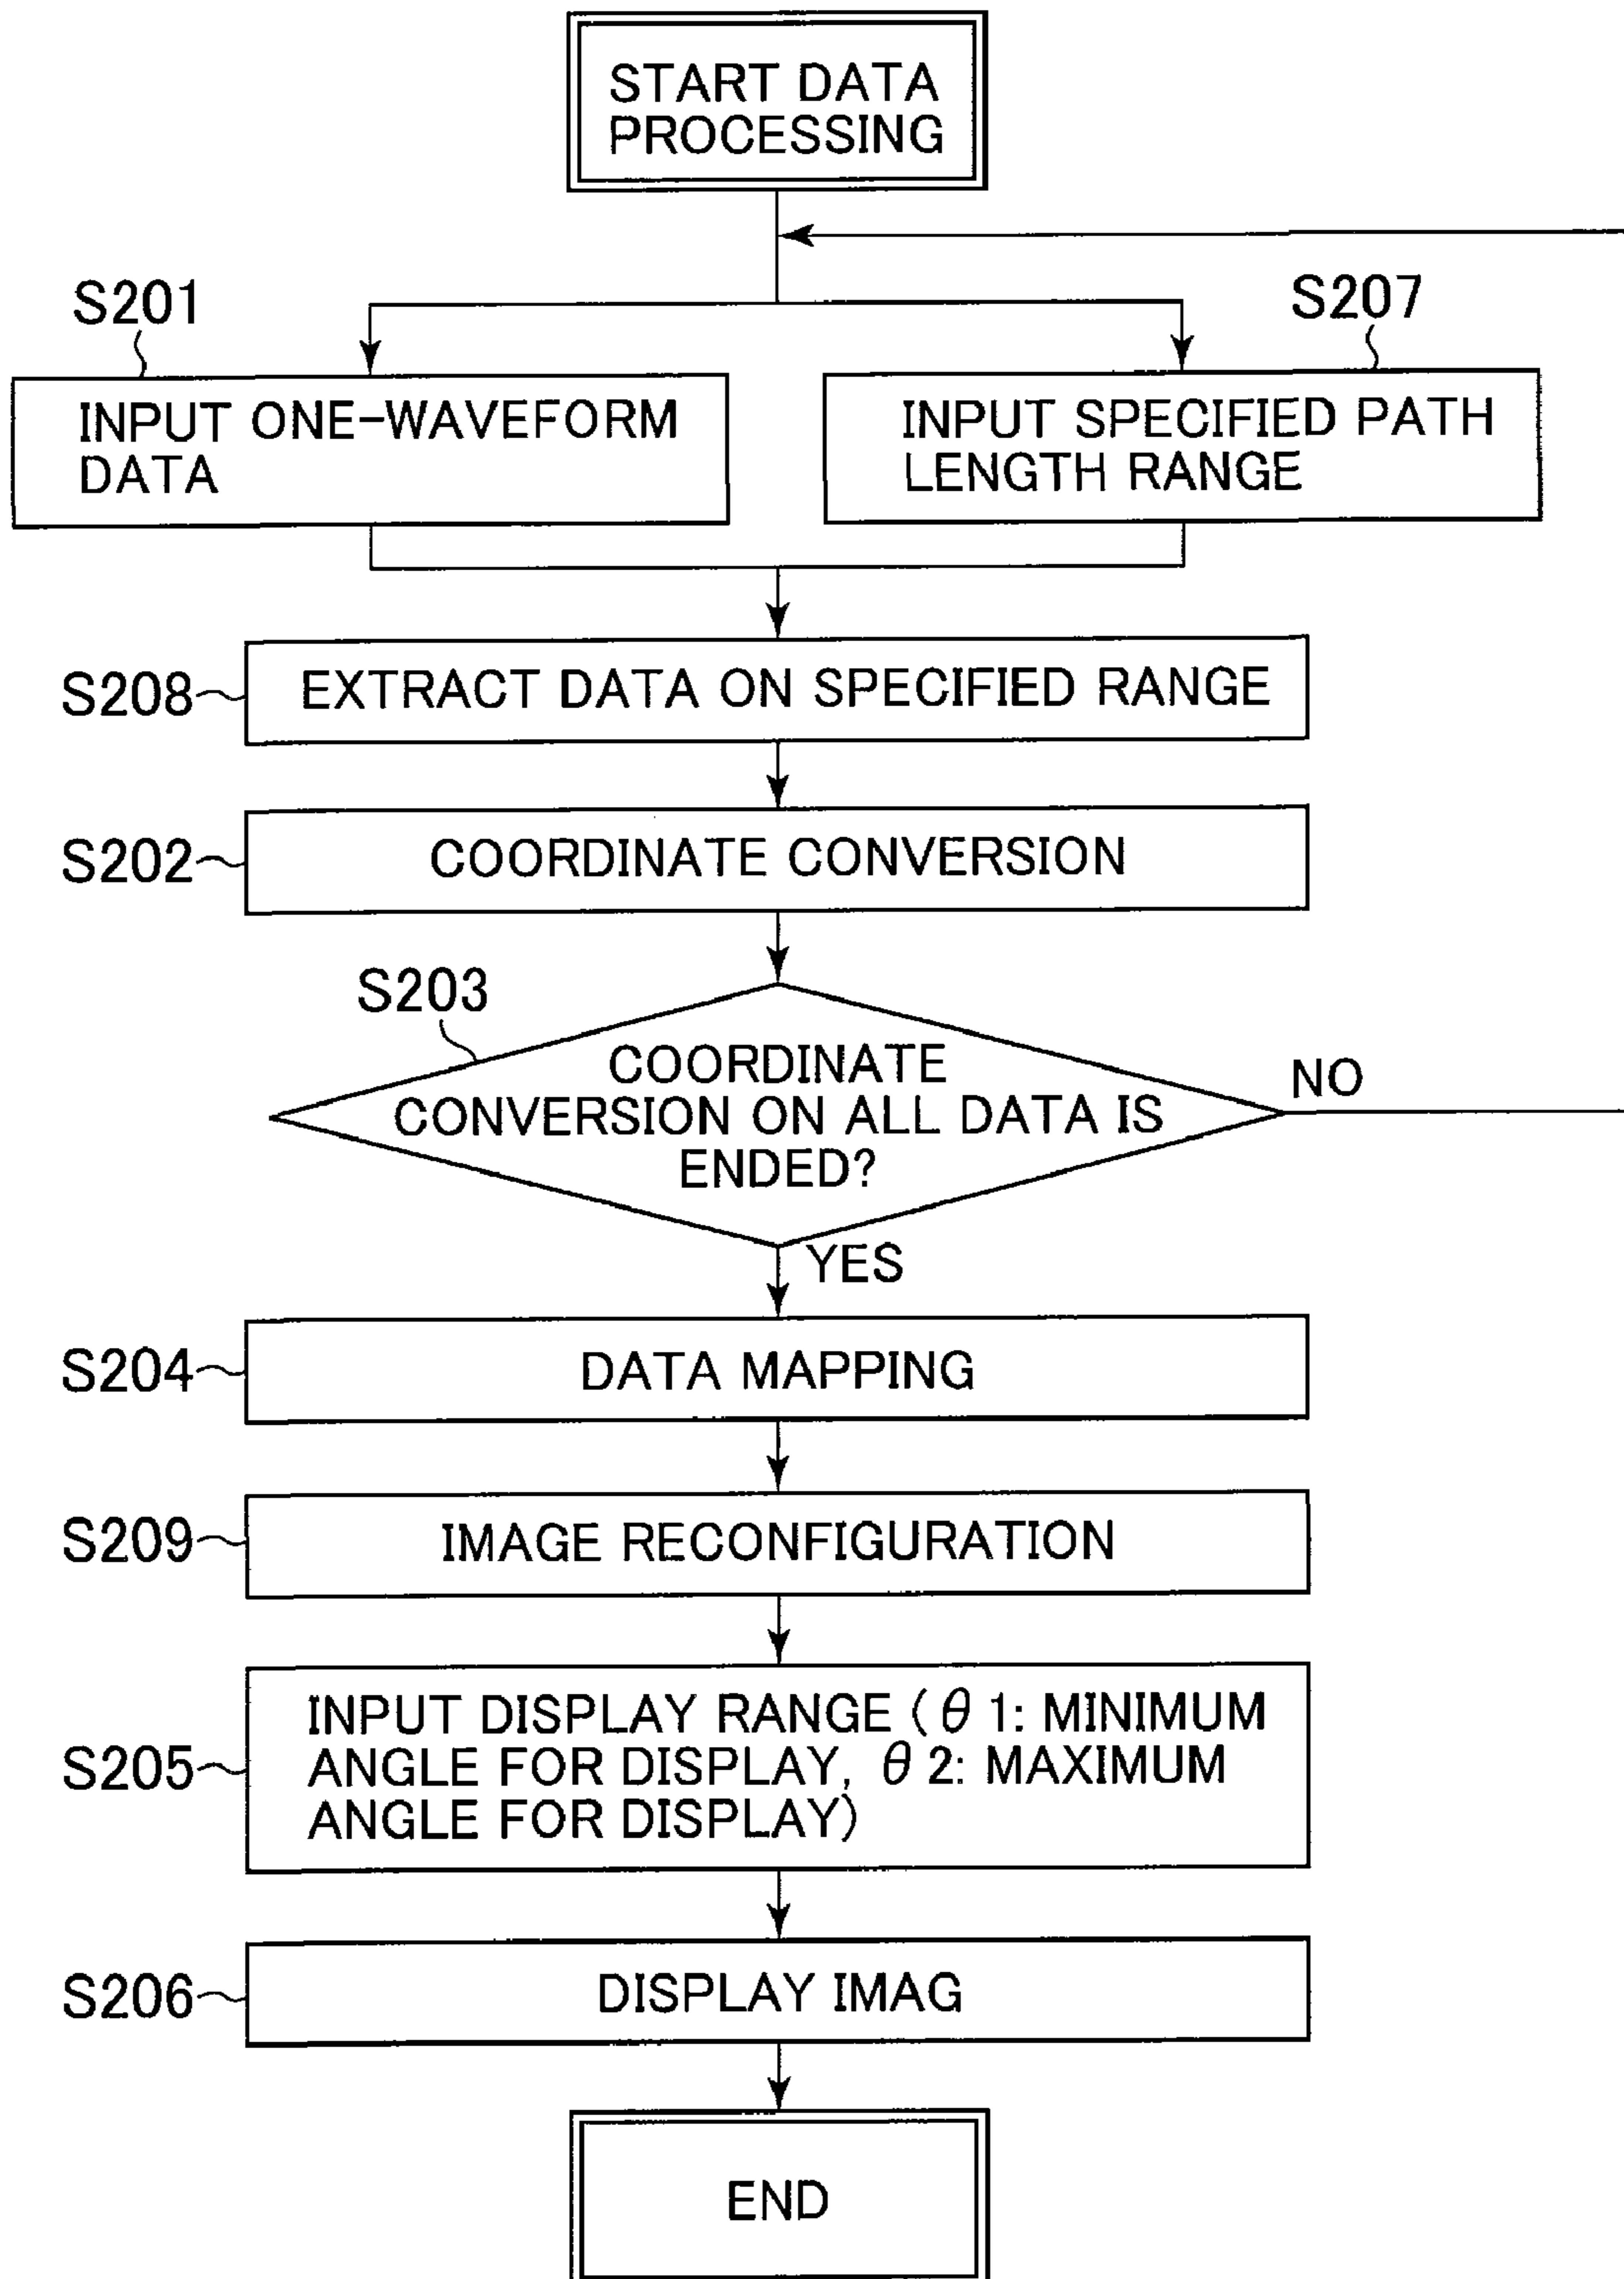 START DATA
PROCESSING
S201
S207
INPUT ONE-WAVEFORM
DATA
INPUT SPECIFIED PATH
LENGTH RANGE
S208
EXTRACT DATA ON SPECIFIED RANGE
S202
COORDINATE CONVERSION
S203
COORDINATE
CONVERSION ON ALL DATA IS
ENDED?
NO
YES
S204
DATA MAPPING
S209
IMAGE RECONFIGURATION
S205
INPUT DISPLAY RANGE (θ1: MINIMUM
ANGLE FOR DISPLAY, θ2: MAXIMUM
ANGLE FOR DISPLAY)
S206
DISPLAY IMAG
END